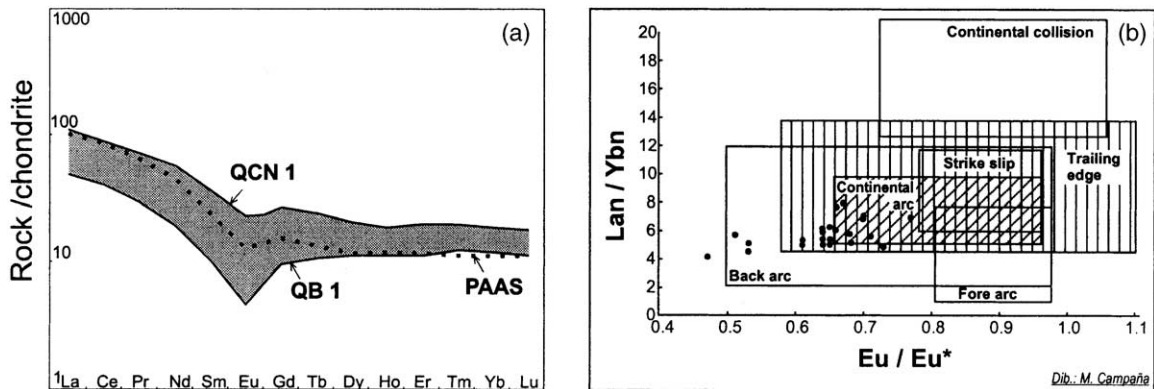 1000
(a)
100
QCN 1
10
QB 1
PAAS
1
La Ce Pr Nd Sm Eu Gd Tb Dy Ho Er Tm Yb Lu
Rock /chondrite
(b)
20
18
16
14
12
10
8
6
4
2
0
0.4 0.5 0.6 0.7 0.8 0.9 1.0 1.1
Lan / Ybn
Eu / Eu*
Continental collision
Strike slip
Trailing
edge
Continental
arc
Back arc
Fore arc
Dib.: M. Campaña